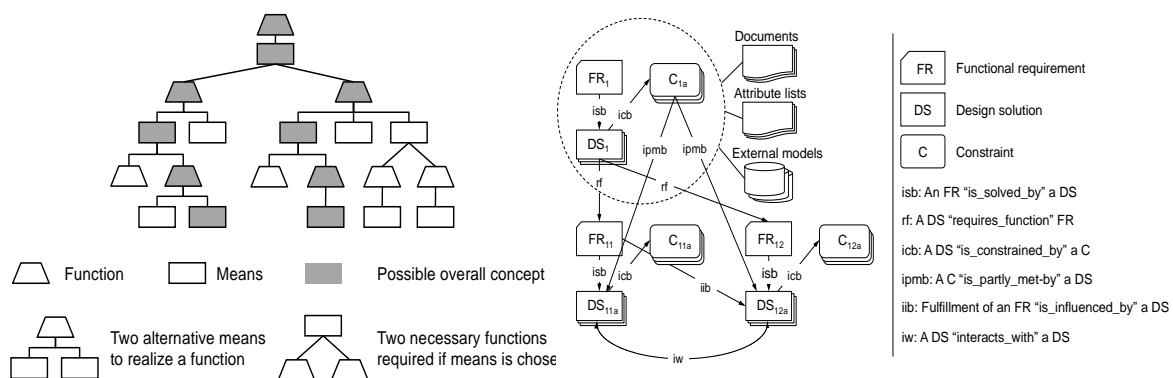 Function
Means
Possible overall concept
Two alternative means
to realize a function
Two necessary functions
required if means is chose
Documents
Attribute lists
External models
FR1
C1a
isb
icb
DS1
ipmb
ipmb
rf
rf
FR11
C11a
FR12
C12a
isb
icb
iib
isb
icb
DS11a
DS12a
iw
FR
Functional requirement
DS
Design solution
C
Constraint
isb: An FR “is_solved_by” a DS
rf: A DS “requires_function” FR
icb: A DS “is_constrained_by” a C
ipmb: A C “is_partly_met-by” a DS
iib: Fulfillment of an FR “is_influenced_by” a DS
iw: A DS “interacts_with” a DS